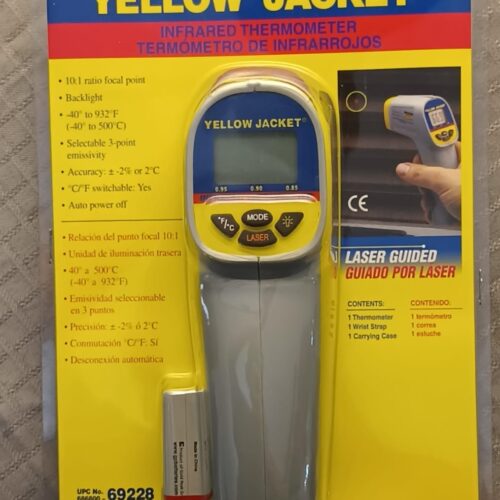 YELLOW JACKET
INFRARED THERMOMETER
TERMÓMETRO DE INFRARROJOS
• 10:1 ratio focal point
• Backlight
• -40° to 932°F
(-40° to 500°C)
• Selectable 3-point
emissivity
• Accuracy: ± -2% or 2°C
• °C/°F switchable: Yes
• Auto power off
• Relación del punto focal 10:1
• Unidad de iluminación trasera
• 40° a 500°C
(-40° a 932°F)
• Emisividad seleccionable
en 3 puntos
• Precisión: ± -2% ó 2°C
• Conmutación °C/°F: Sí
• Desconexión automática
YELLOW JACKET®
0.95 0.90 0.85
°F/°C
MODE
LASER
CE
LASER GUIDED
GUIADO POR LASER
CONTENTS:
1 Thermometer
1 Wrist Strap
1 Carrying Case
CONTENIDO:
1 termómetro
1 correa
1 estuche
Made in China
UPC No.
686800 - 69228